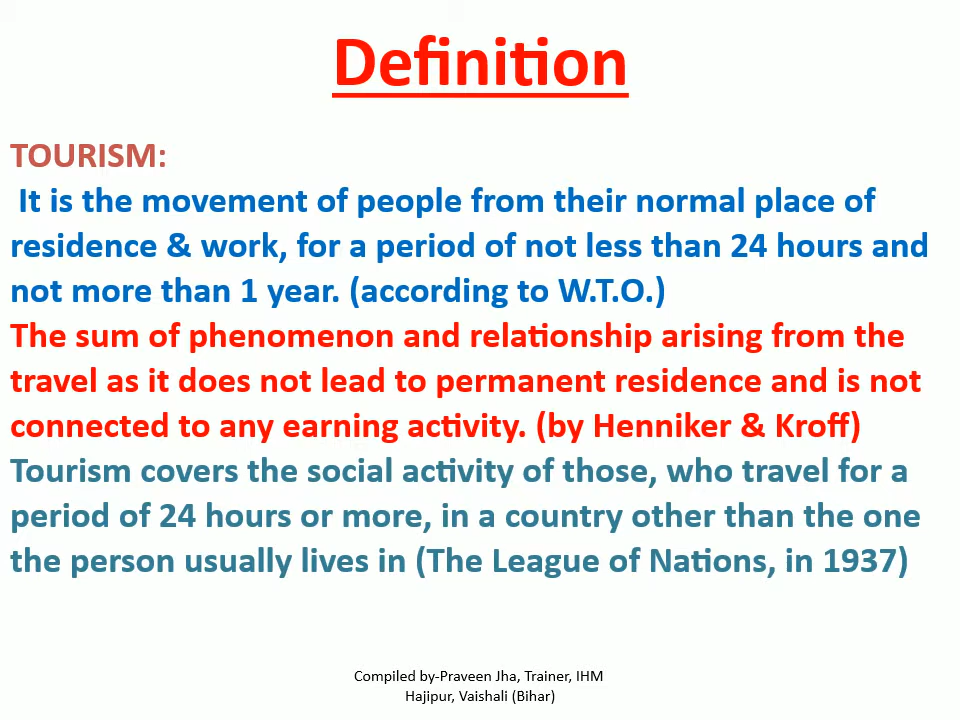 Definition
TOURISM:
It is the movement of people from their normal place of
residence & work, for a period of not less than 24 hours and
not more than 1 year. (according to W.T.O.)
The sum of phenomenon and relationship arising from the
travel as it does not lead to permanent residence and is not
connected to any earning activity. (by Henniker & Kroff)
Tourism covers the social activity of those, who travel for a
period of 24 hours or more, in a country other than the one
the person usually lives in (The League of Nations, in 1937)
Compiled by-Praveen Jha, Trainer, IHM
Hajipur, Vaishali (Bihar)